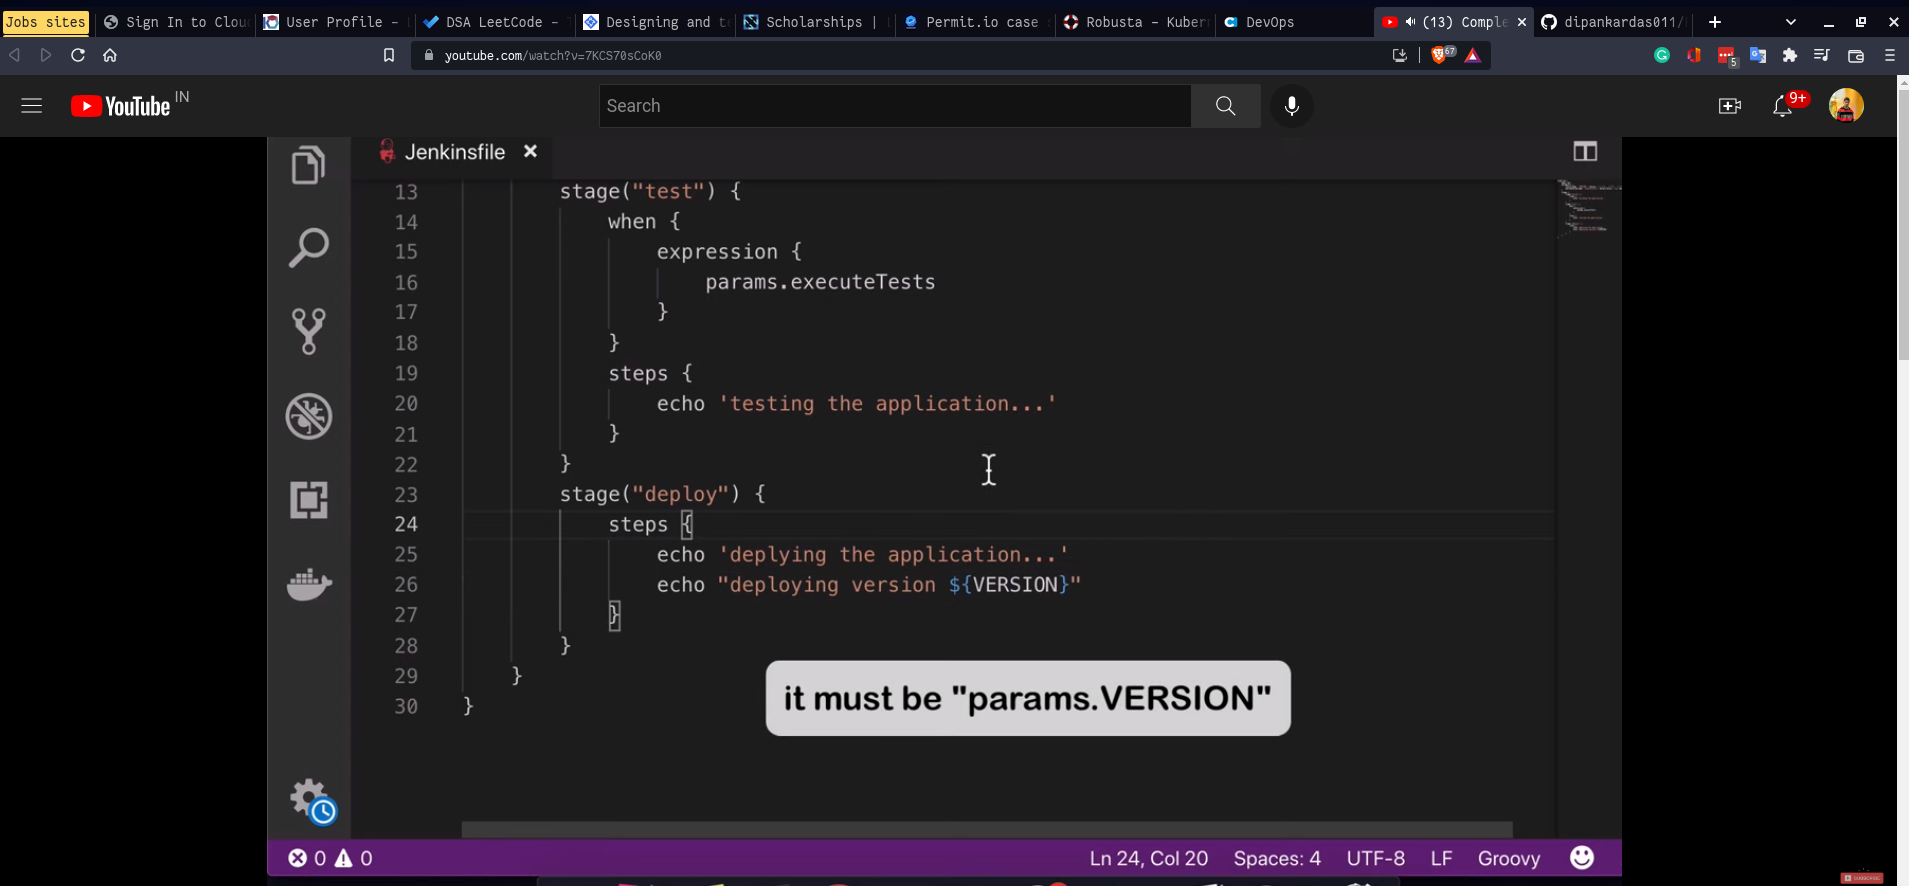 Jobs sites
Sign In to Clou
User Profile –
DSA LeetCode –
Designing and t
Scholarships |
Permit.io case
Robusta – Kuber
DevOps
(13) Comple
dipankardas011/
youtube.com/watch?v=7KCS70sCoK0
67
5
YouTube IN
Search
9+
Jenkinsfile
13 stage("test") {
14 when {
15 expression {
16 params.executeTests
17 }
18 }
19 steps {
20 echo 'testing the application...'
21 }
22 }
23 stage("deploy") {
24 steps {
25 echo 'deplying the application...'
26 echo "deploying version ${VERSION}"
27 }
28 }
29 }
30 }
it must be "params.VERSION"
0 0 Ln 24, Col 20 Spaces: 4 UTF-8 LF Groovy
SUBSCRIBE